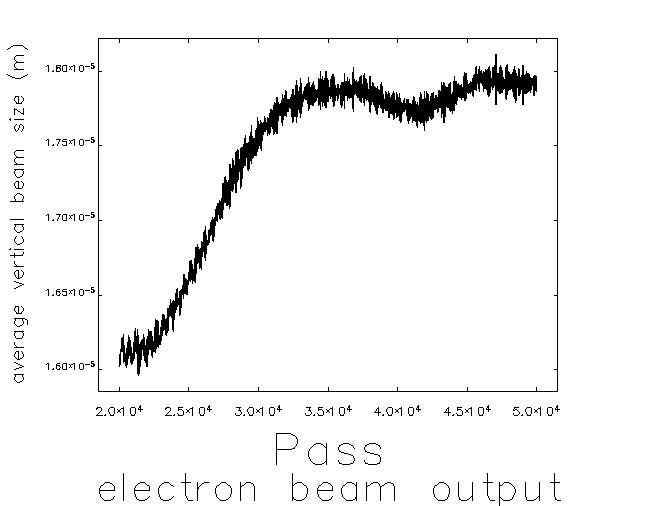 average vertical beam size (m)
1.80×10⁻⁵
1.75×10⁻⁵
1.70×10⁻⁵
1.65×10⁻⁵
1.60×10⁻⁵
2.0×10⁴ 2.5×10⁴ 3.0×10⁴ 3.5×10⁴ 4.0×10⁴ 4.5×10⁴ 5.0×10⁴
Pass
electron beam output